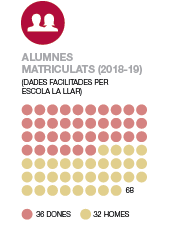 ALUMNES
MATRICULATS (2018-19)
(DADES FACILITADES PER
ESCOLA LA LLAR)
68
36 DONES 32 HOMES